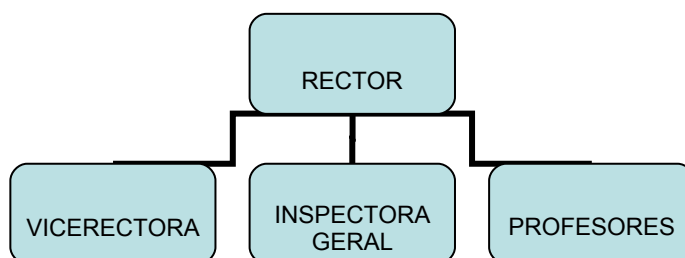 RECTOR
VICERECTORA
INSPECTORA
GERAL
PROFESORES